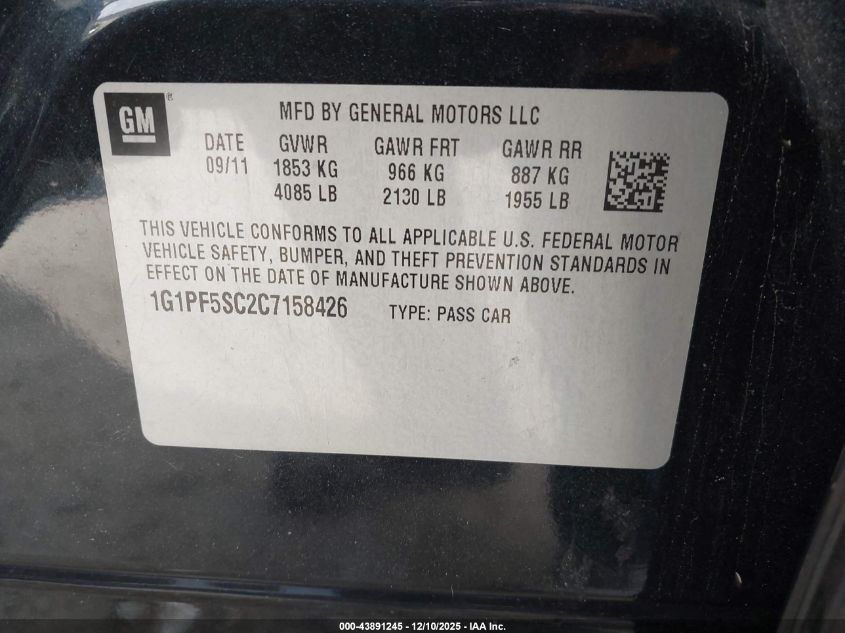 GM ®
MFD BY GENERAL MOTORS LLC
DATE GVWR GAWR FRT GAWR RR
09/11 1853 KG 966 KG 887 KG
4085 LB 2130 LB 1955 LB
THIS VEHICLE CONFORMS TO ALL APPLICABLE U.S. FEDERAL MOTOR
VEHICLE SAFETY, BUMPER, AND THEFT PREVENTION STANDARDS IN
EFFECT ON THE DATE OF MANUFACTURE SHOWN ABOVE.
1G1PF5SC2C7158426 TYPE: PASS CAR
000-43891245 - 12/10/2025 - IAA Inc.